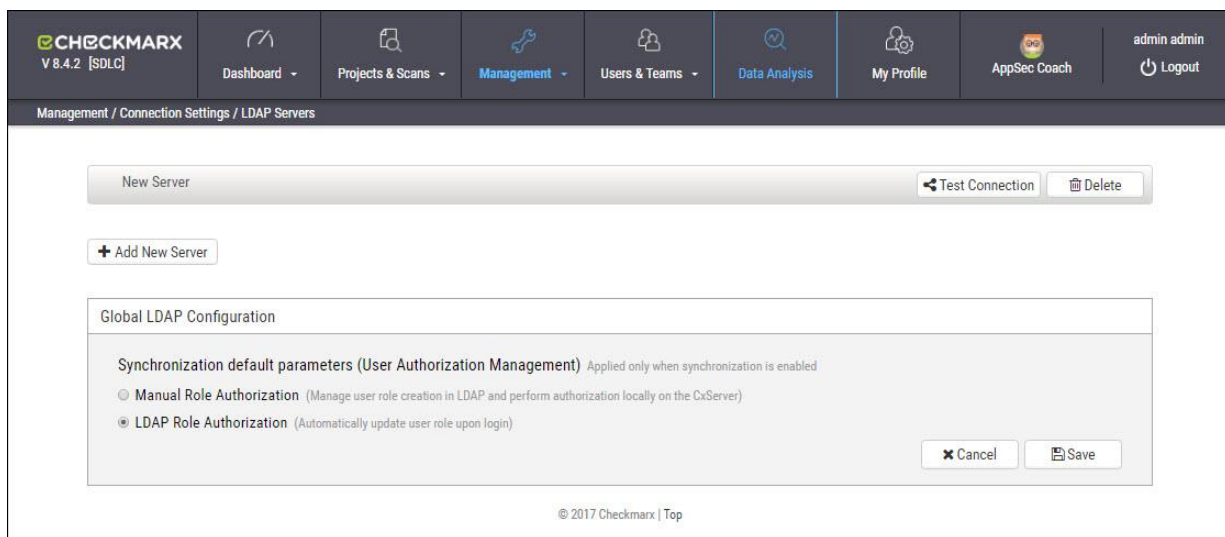 CHECKMARX
V 8.4.2 [SDLC]
Dashboard
Projects & Scans
Management
Users & Teams
Data Analysis
My Profile
AppSec Coach
admin admin
Logout
Management / Connection Settings / LDAP Servers
New Server
Test Connection
Delete
Add New Server
Global LDAP Configuration
Synchronization default parameters (User Authorization Management) Applied only when synchronization is enabled
Manual Role Authorization (Manage user role creation in LDAP and perform authorization locally on the CxServer)
LDAP Role Authorization (Automatically update user role upon login)
Cancel
Save
© 2017 Checkmarx | Top